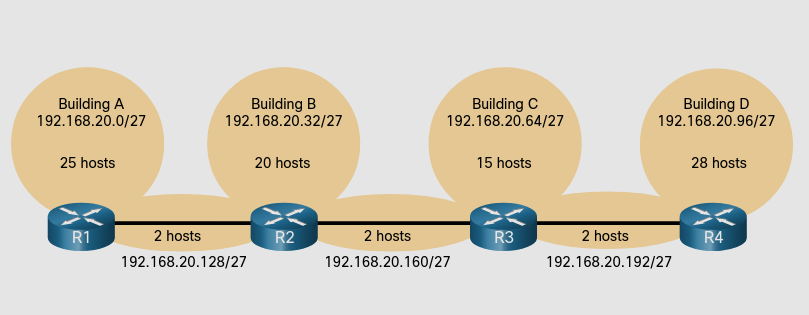 Building A
192.168.20.0/27
25 hosts
Building B
192.168.20.32/27
20 hosts
Building C
192.168.20.64/27
15 hosts
Building D
192.168.20.96/27
28 hosts
R1
2 hosts
R2
2 hosts
R3
2 hosts
R4
192.168.20.128/27
192.168.20.160/27
192.168.20.192/27